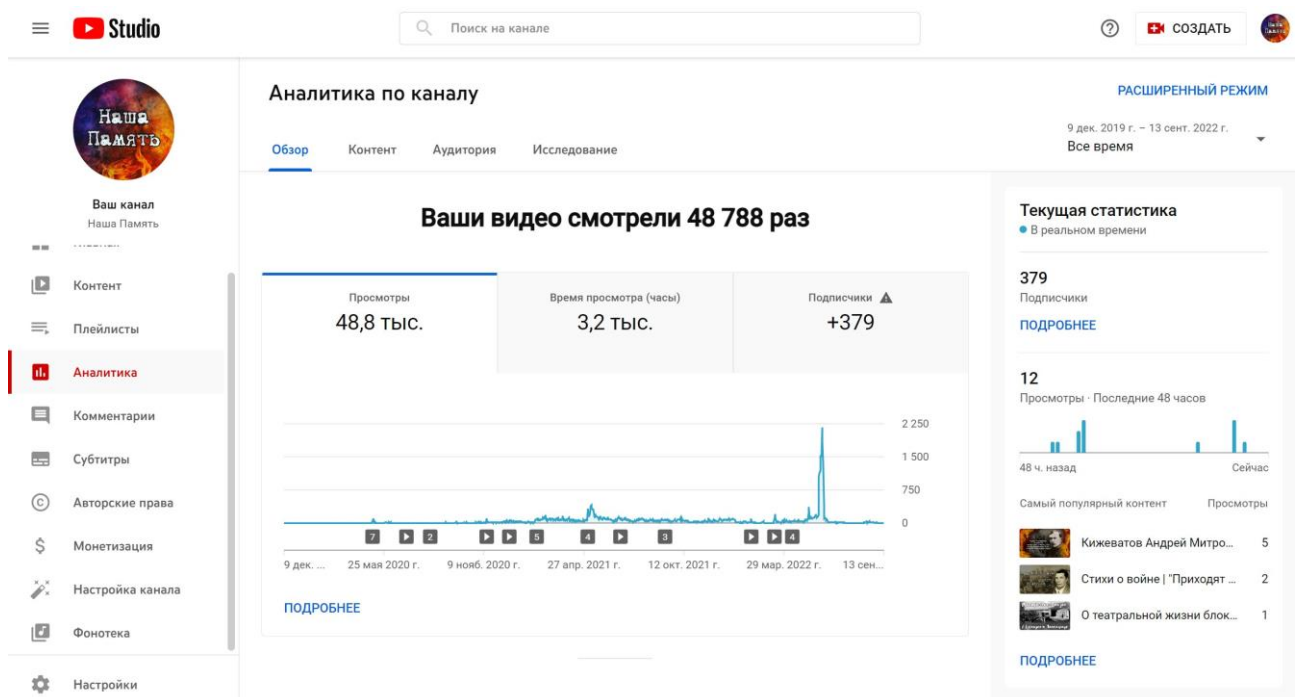 Studio
Поиск на канале
СОЗДАТЬ
Наша
Память
Ваш канал
Наша Память
Контент
Плейлисты
Аналитика
Комментарии
Субтитры
Авторские права
Монетизация
Настройка канала
Фонотека
Настройки
Аналитика по каналу
РАСШИРЕННЫЙ РЕЖИМ
Обзор
Контент
Аудитория
Исследование
9 дек. 2019 г. – 13 сент. 2022 г.
Все время
Ваши видео смотрели 48 788 раз
Просмотры
48,8 тыс.
Время просмотра (часы)
3,2 тыс.
Подписчики
+379
2 250
1 500
750
0
7
2
5
4
3
4
9 дек. ...
25 мая 2020 г.
9 нояб. 2020 г.
27 апр. 2021 г.
12 окт. 2021 г.
29 мар. 2022 г.
13 сен...
ПОДРОБНЕЕ
Текущая статистика
В реальном времени
379
Подписчики
ПОДРОБНЕЕ
12
Просмотры · Последние 48 часов
48 ч. назад
Сейчас
Самый популярный контент
Просмотры
Кижеватов Андрей Митро...
5
Стихи о войне | "Приходят ...
2
О театральной жизни блок...
1
ПОДРОБНЕЕ